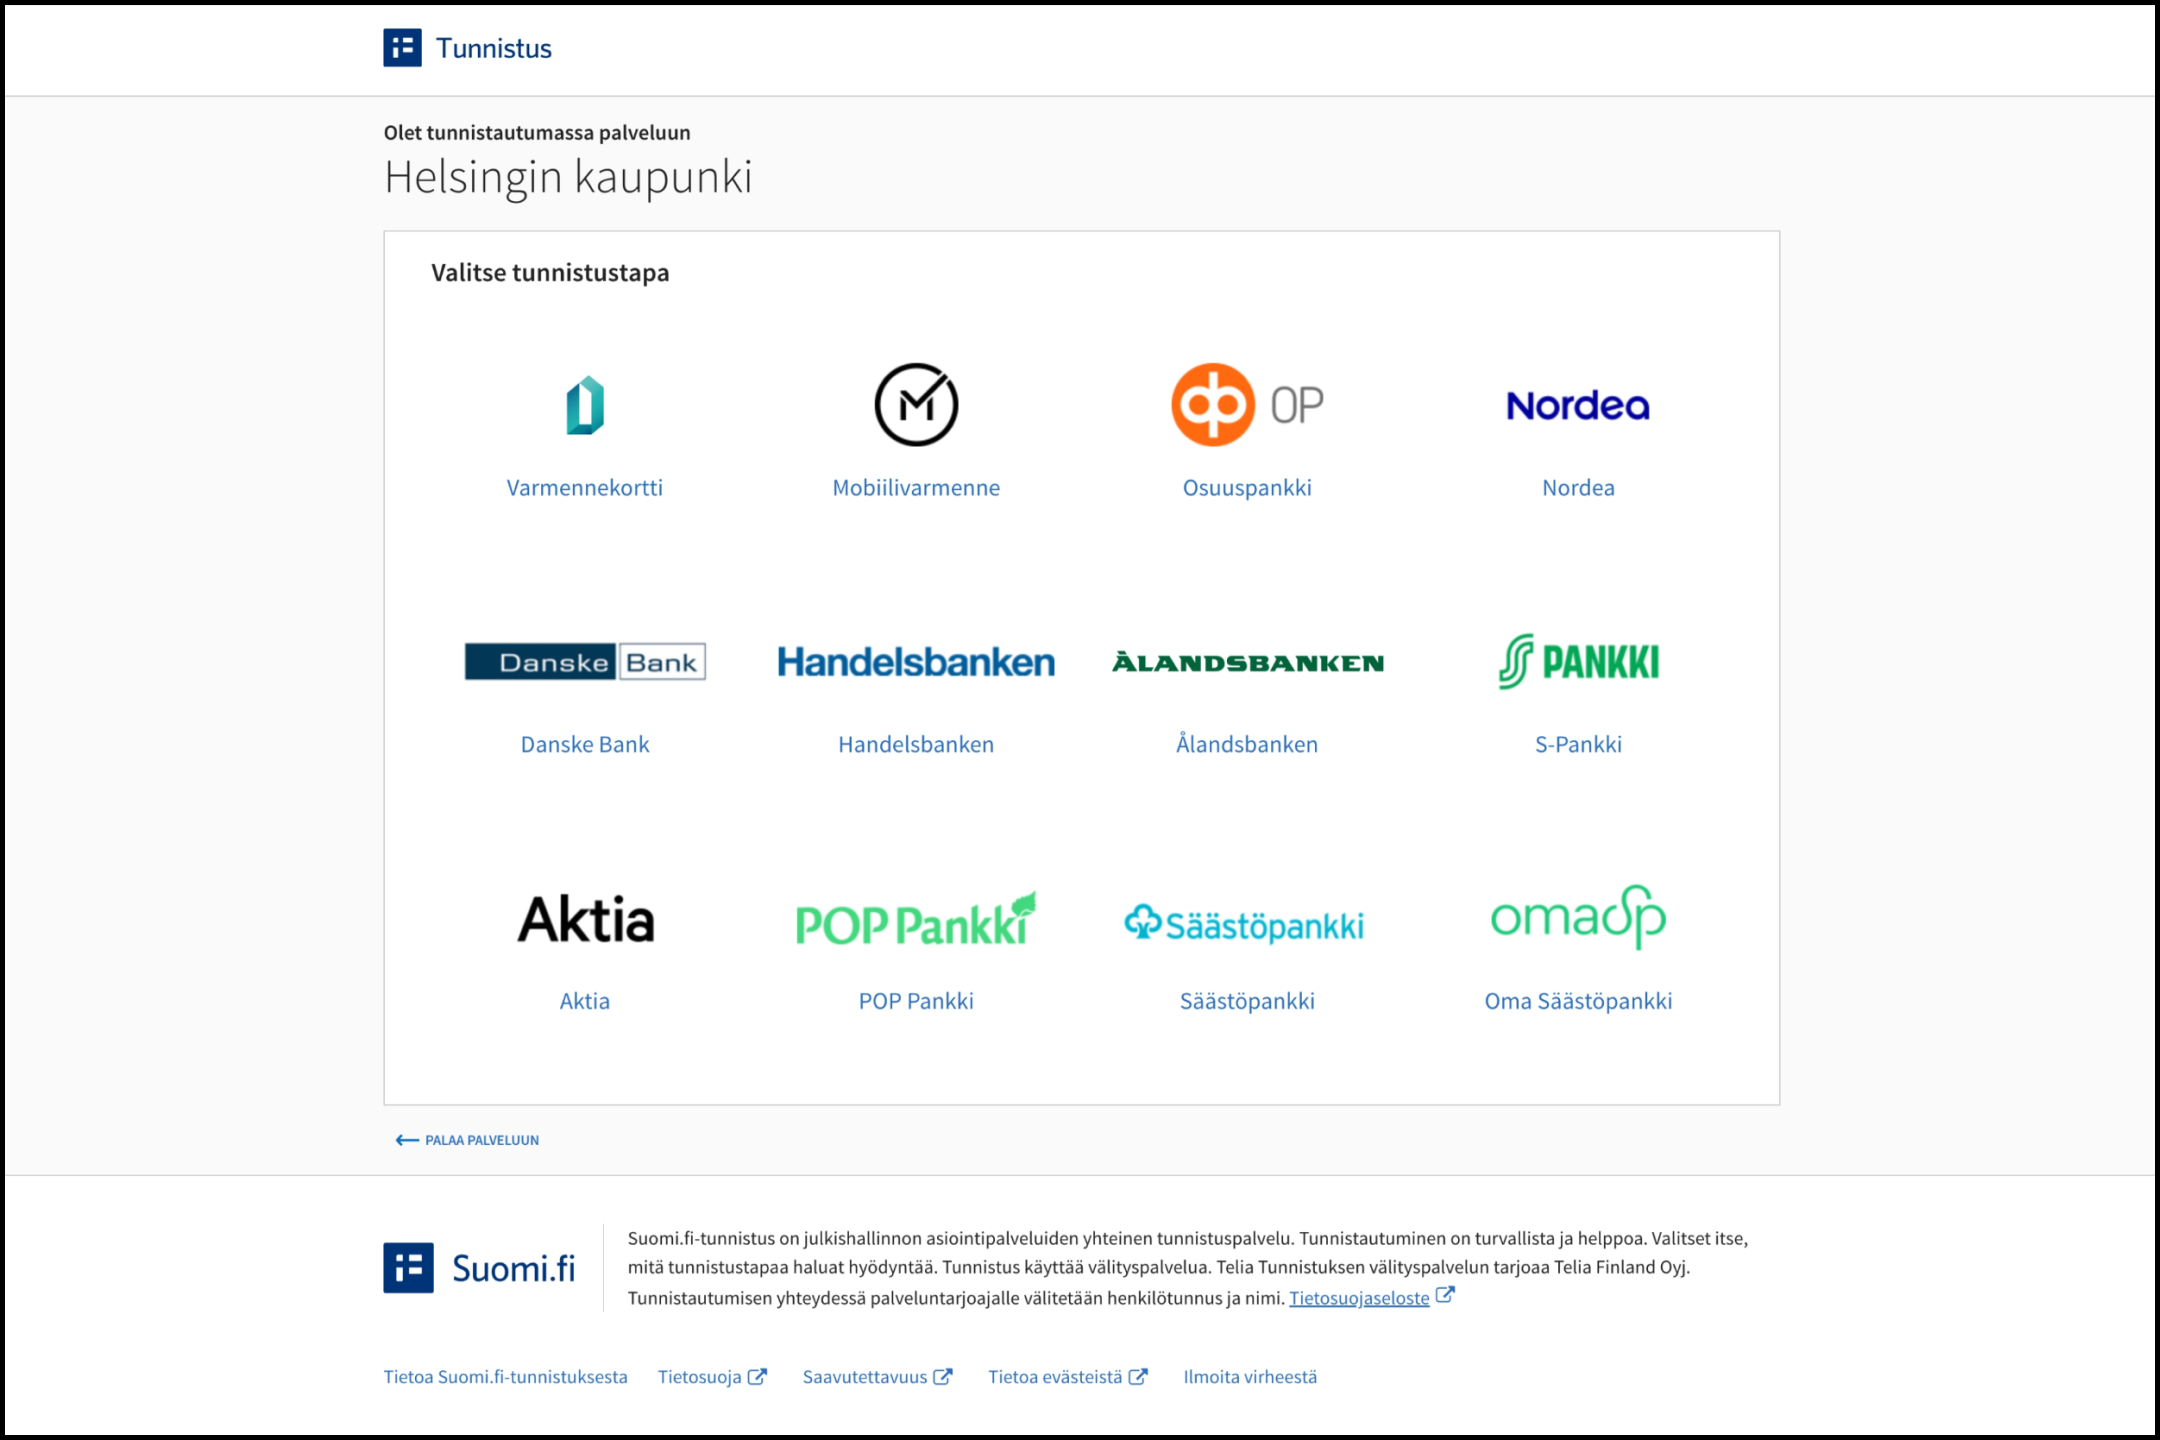 Tunnistus
Olet tunnistautumassa palveluun
Helsingin kaupunki
Valitse tunnistustapa
M OP Nordea
Varmennekortti Mobiilivarmenne Osuuspankki Nordea
Danske Bank Handelsbanken ÅLANDSBANKEN S PANKKI
Danske Bank Handelsbanken Ålandsbanken S-Pankki
Aktia POP Pankki Säästöpankki omasp
Aktia POP Pankki Säästöpankki Oma Säästöpankki
PALAA PALVELUUN
Suomi.fi
Suomi.fi-tunnistus on julkishallinnon asiointipalveluiden yhteinen tunnistuspalvelu. Tunnistautuminen on turvallista ja helppoa. Valitset itse,
mitä tunnistustapaa haluat hyödyntää. Tunnistus käyttää välityspalvelua. Telia Tunnistuksen välityspalvelun tarjoaa Telia Finland Oyj.
Tunnistautumisen yhteydessä palveluntarjoajalle välitetään henkilötunnus ja nimi. Tietosuojaseloste
Tietoa Suomi.fi-tunnistuksesta Tietosuoja Saavutettavuus Tietoa evästeistä Ilmoita virheestä